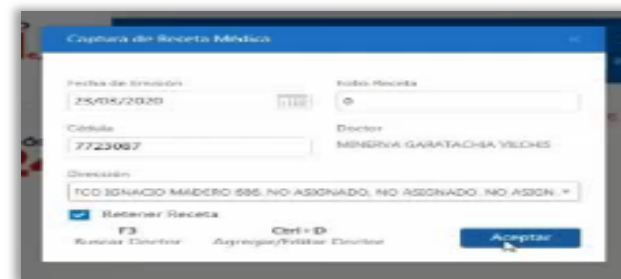 Captura de Receta Médica
Fecha de Emisión Folio Receta
23/03/2020 0
Cédula Doctor
7723087 MINERVA GARATACHIA VILCHIS
Dirección
TCO IGNACIO MADERO 686, NO ASIGNADO, NO ASIGNADO, NO ASIGN
Retener Receta
F3 Ctrl+D
Buscar Doctor Agregar/Editar Doctor Aceptar